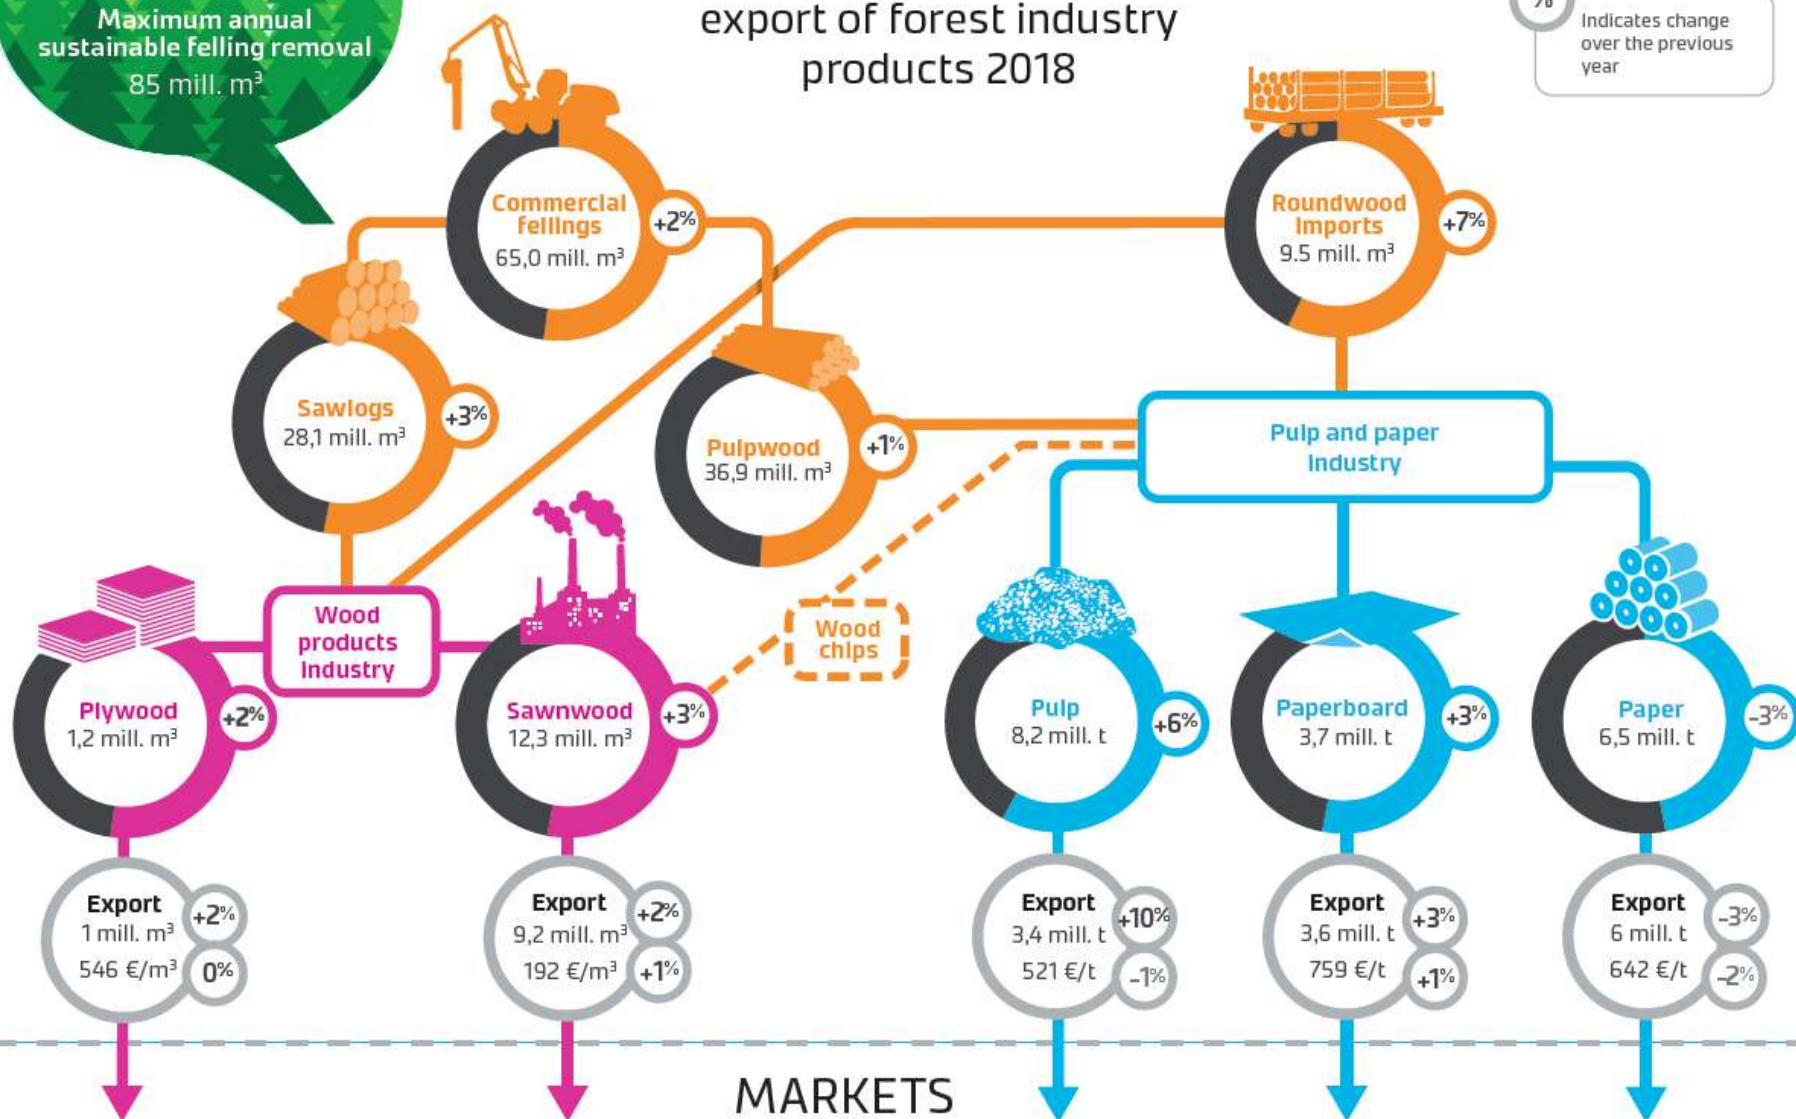 Maximum annual
sustainable felling removal
85 mill. m³
export of forest industry
products 2018
%
Indicates change
over the previous
year
Commercial
fellings
65,0 mill. m³
+2%
Roundwood
imports
9.5 mill. m³
+7%
Sawlogs
28,1 mill. m³
+3%
Pulpwood
36,9 mill. m³
+1%
Pulp and paper
industry
Wood
products
industry
Wood
chips
Plywood
1,2 mill. m³
+2%
Sawnwood
12,3 mill. m³
+3%
Pulp
8,2 mill. t
+6%
Paperboard
3,7 mill. t
+3%
Paper
6,5 mill. t
-3%
Export
1 mill. m³
546 €/m³
+2%
0%
Export
9,2 mill. m³
192 €/m³
+2%
+1%
Export
3,4 mill. t
521 €/t
+10%
-1%
Export
3,6 mill. t
759 €/t
+3%
+1%
Export
6 mill. t
642 €/t
-3%
-2%
MARKETS